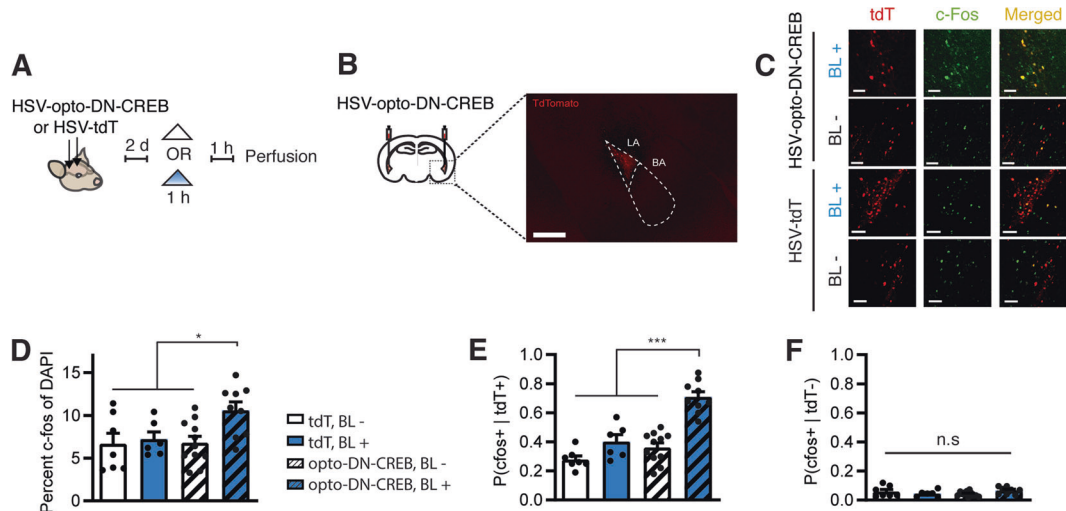 A
HSV-opto-DN-CREB
or HSV-tdT
2 d
OR
1 h
1 h
Perfusion
B
HSV-opto-DN-CREB
TdTomato
LA
BA
C
tdT
c-Fos
Merged
HSV-opto-DN-CREB
BL +
BL -
HSV-tdT
BL +
BL -
D
Percent c-fos of DAPI
15
10
5
0
*
tdT, BL -
tdT, BL +
opto-DN-CREB, BL -
opto-DN-CREB, BL +
E
P(cfos+ | tdT+)
1.0
0.8
0.6
0.4
0.2
0.0
***
F
P(cfos+ | tdT-)
1.0
0.8
0.6
0.4
0.2
0.0
n.s